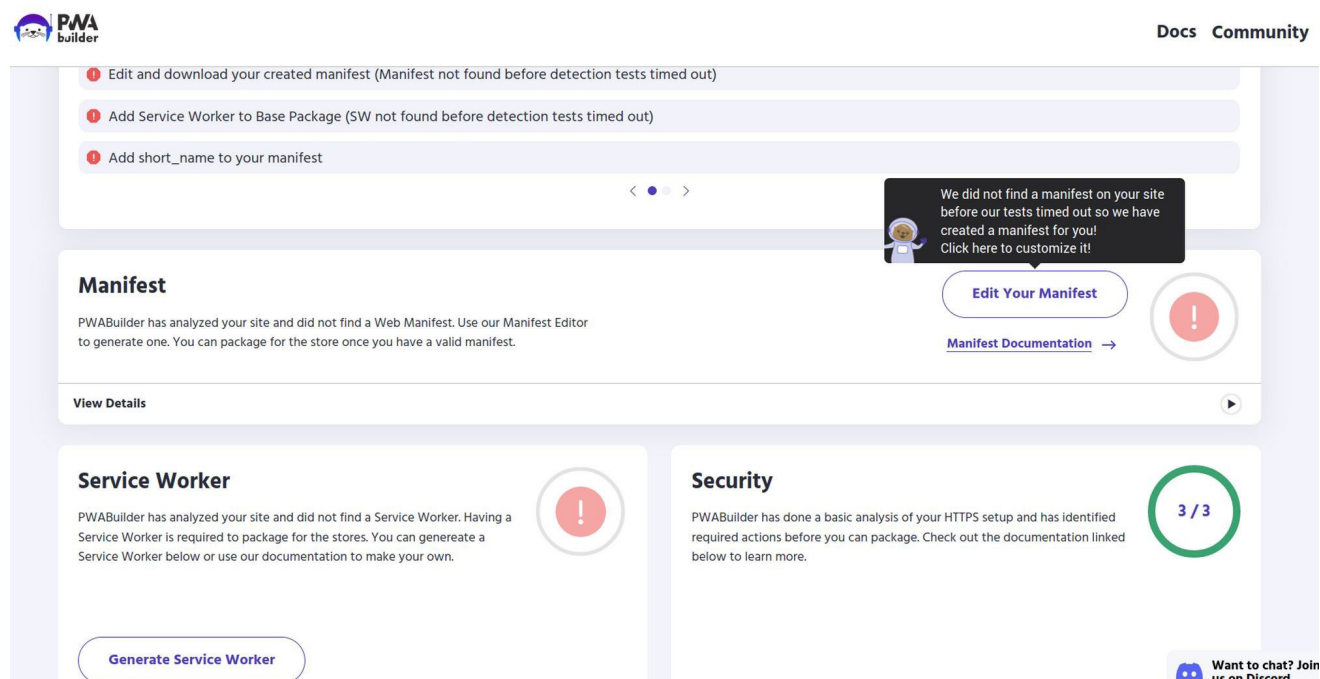 PWA
builder
Docs Community
Edit and download your created manifest (Manifest not found before detection tests timed out)
Add Service Worker to Base Package (SW not found before detection tests timed out)
Add short_name to your manifest
We did not find a manifest on your site
before our tests timed out so we have
created a manifest for you!
Click here to customize it!
Manifest
Edit Your Manifest
PWABuilder has analyzed your site and did not find a Web Manifest. Use our Manifest Editor
to generate one. You can package for the store once you have a valid manifest.
Manifest Documentation →
View Details
Service Worker
PWABuilder has analyzed your site and did not find a Service Worker. Having a
Service Worker is required to package for the stores. You can genereate a
Service Worker below or use our documentation to make your own.
Generate Service Worker
Security
3 / 3
PWABuilder has done a basic analysis of your HTTPS setup and has identified
required actions before you can package. Check out the documentation linked
below to learn more.
Want to chat? Join
us on Discord